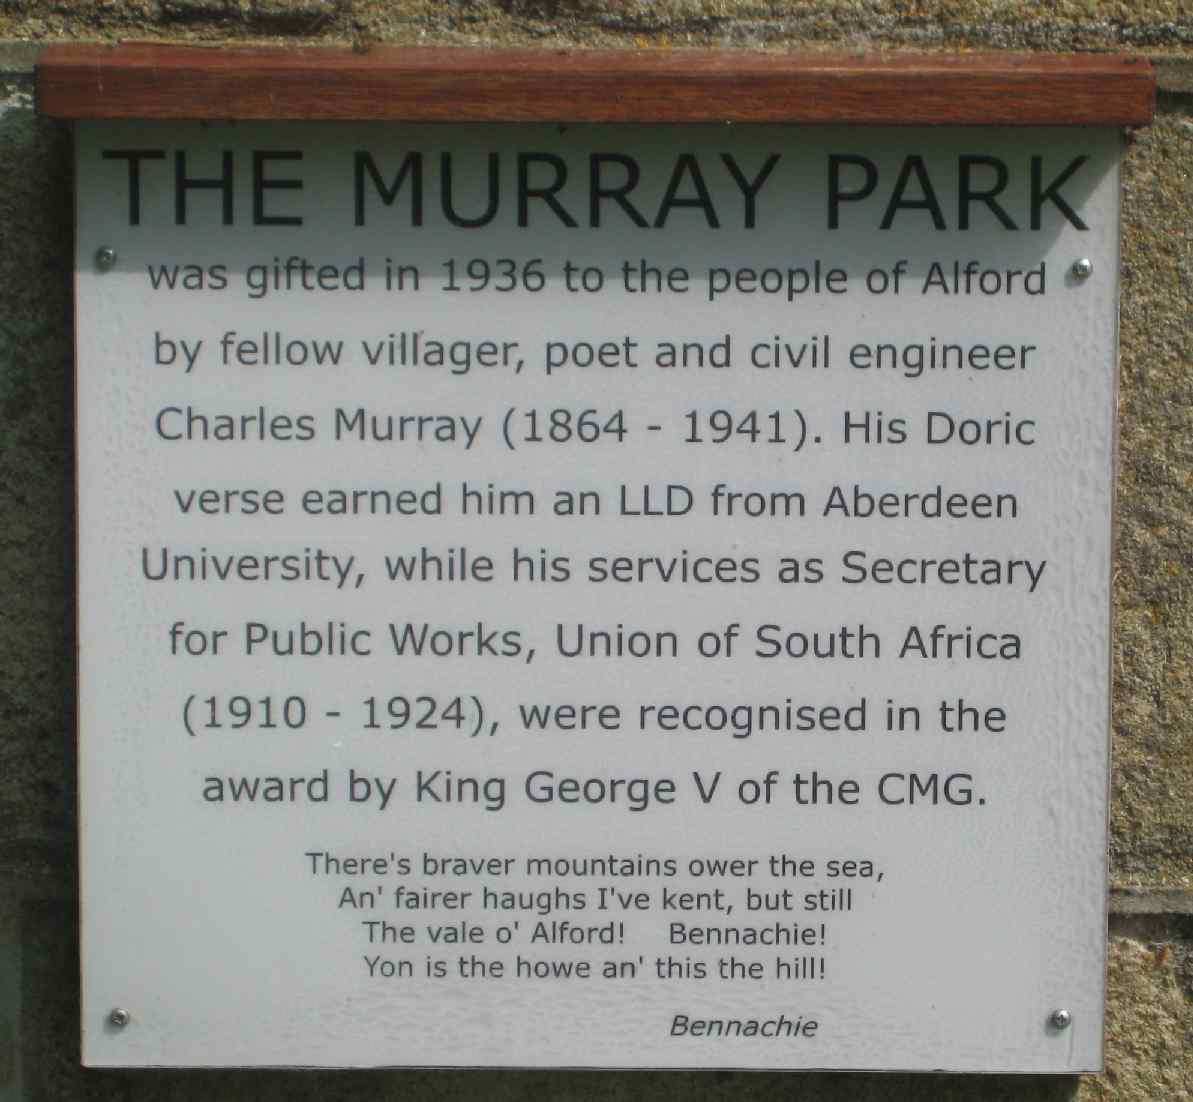 THE MURRAY PARK
was gifted in 1936 to the people of Alford
by fellow villager, poet and civil engineer
Charles Murray (1864 - 1941). His Doric
verse earned him an LLD from Aberdeen
University, while his services as Secretary
for Public Works, Union of South Africa
(1910 - 1924), were recognised in the
award by King George V of the CMG.
There's braver mountains ower the sea,
An' fairer haughs I've kent, but still
The vale o' Alford! Bennachie!
Yon is the howe an' this the hill!
Bennachie